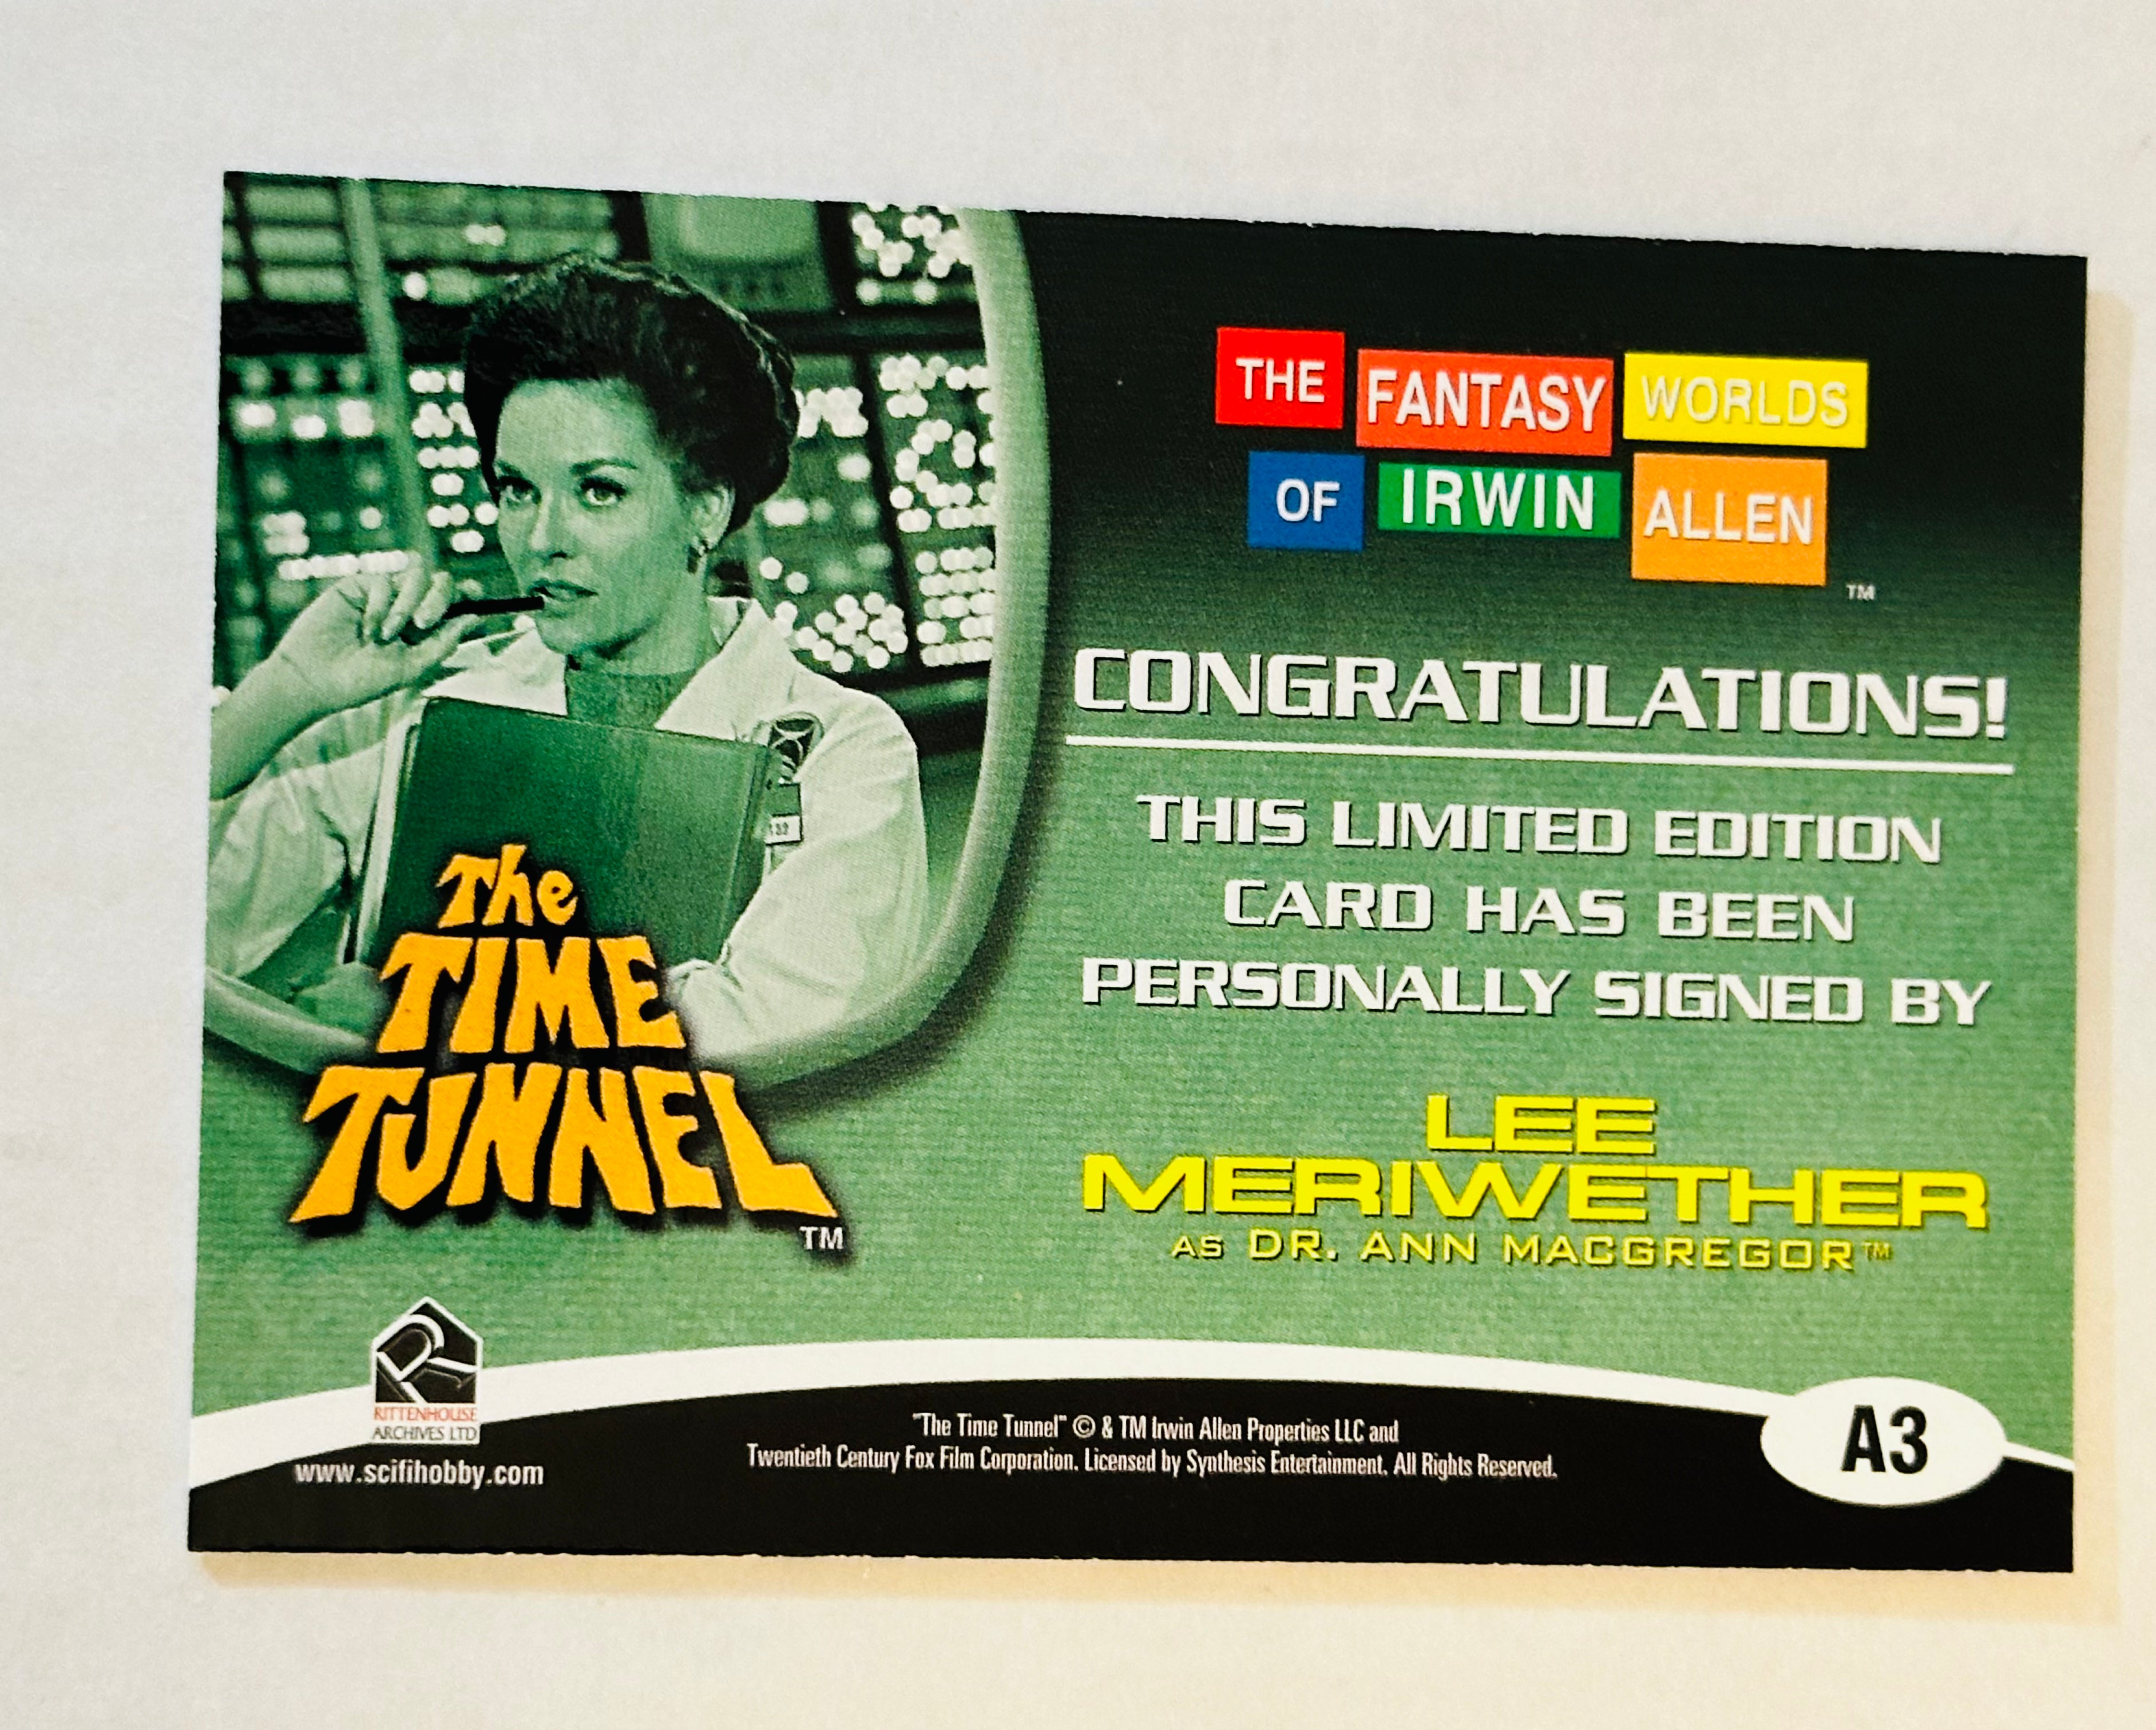 THE FANTASY WORLDS
OF IRWIN ALLEN
TM
CONGRATULATIONS!
THIS LIMITED EDITION
CARD HAS BEEN
PERSONALLY SIGNED BY
LEE
MERIWETHER
AS DR. ANN MACGREGOR™
132
The
TIME
TUNNEL
TM
RITTENHOUSE
ARCHIVES LTD
www.scifihobby.com
"The Time Tunnel" © & TM Irwin Allen Properties LLC and
Twentieth Century Fox Film Corporation. Licensed by Synthesis Entertainment. All Rights Reserved.
A3